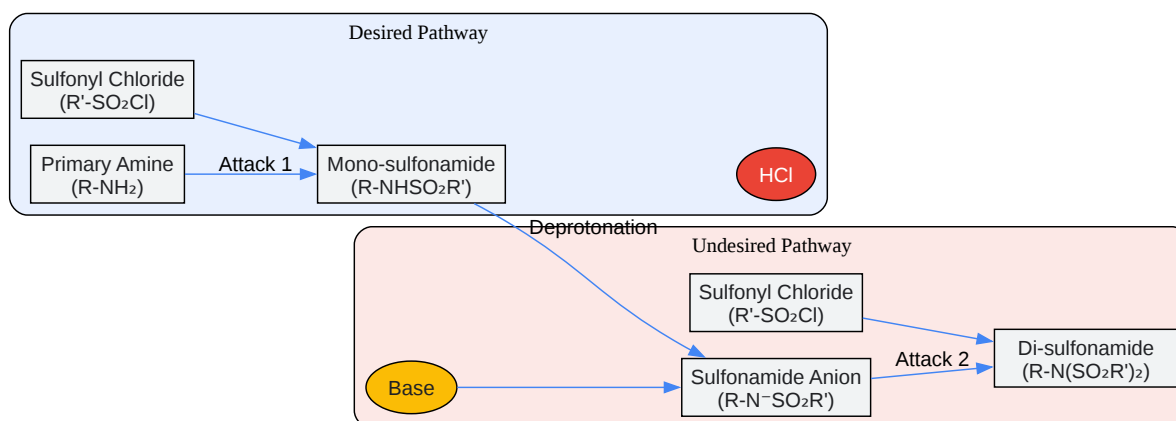 Desired Pathway
Sulfonyl Chloride
(R'-SO₂Cl)
Primary Amine
(R-NH₂)
Attack 1
Mono-sulfonamide
(R-NHSO₂R')
HCl
Deprotonation
Undesired Pathway
Sulfonyl Chloride
(R'-SO₂Cl)
Base
Sulfonamide Anion
(R-N⁻SO₂R')
Attack 2
Di-sulfonamide
(R-N(SO₂R')₂)